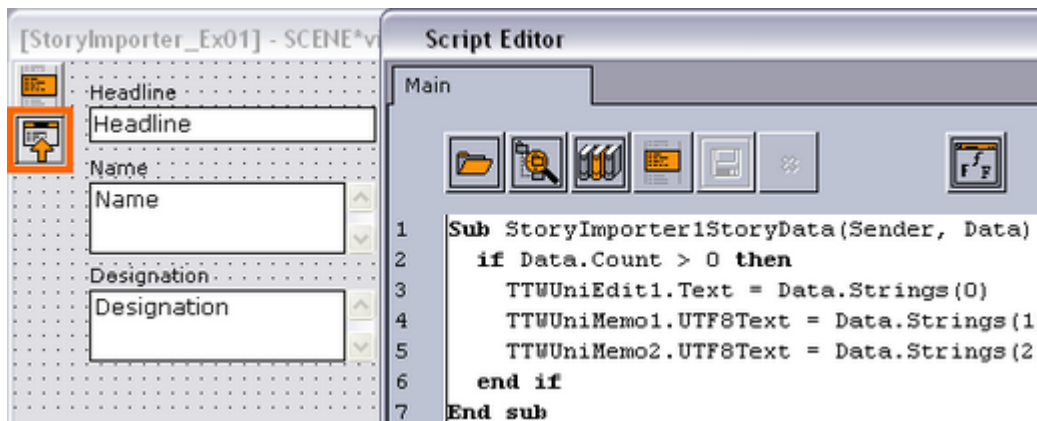 [StoryImporter_Ex01] - SCENE*vi
Headline
Headline
Name
Name
Designation
Designation
Script Editor
Main
F f F
1 Sub StoryImporter1StoryData(Sender, Data)
2 if Data.Count > 0 then
3 TTWUniEdit1.Text = Data.Strings(0)
4 TTWUniMemo1.UTF8Text = Data.Strings(1
5 TTWUniMemo2.UTF8Text = Data.Strings(2
6 end if
7 End sub